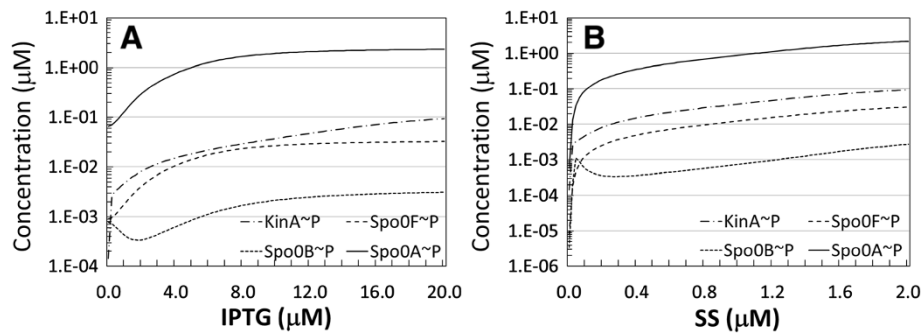 A
Concentration (μM)
1.E+01
1.E+00
1.E-01
1.E-02
1.E-03
1.E-04
KinA~P
Spo0F~P
Spo0B~P
Spo0A~P
0.0 4.0 8.0 12.0 16.0 20.0
IPTG (μM)
B
Concentration (μM)
1.E+01
1.E+00
1.E-01
1.E-02
1.E-03
1.E-04
1.E-05
1.E-06
KinA~P
Spo0F~P
Spo0B~P
Spo0A~P
0.0 0.4 0.8 1.2 1.6 2.0
SS (μM)